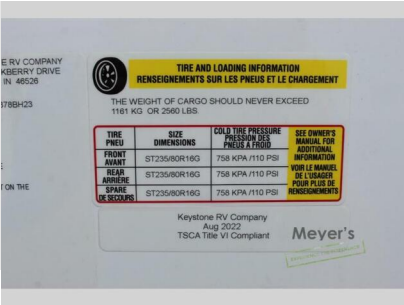 E RV COMPANY
KBERRY DRIVE
IN 46526
378BH23
E
T ON THE
TIRE AND LOADING INFORMATION
RENSEIGNEMENTS SUR LES PNEUS ET LE CHARGEMENT
THE WEIGHT OF CARGO SHOULD NEVER EXCEED
1161 KG OR 2560 LBS.
TIRE
PNEU
SIZE
DIMENSIONS
COLD TIRE PRESSURE
PRESSION DES
PNEUS A FROID
SEE OWNER'S
MANUAL FOR
ADDITIONAL
INFORMATION
VOIR LE MANUEL
DE L'USAGER
POUR PLUS DE
RENSEIGNEMENTS
FRONT
AVANT
ST235/80R16G
758 KPA /110 PSI
REAR
ARRIÈRE
ST235/80R16G
758 KPA /110 PSI
SPARE
DE SECOURS
ST235/80R16G
758 KPA /110 PSI
Keystone RV Company
Aug 2022
TSCA Title VI Compliant
Meyer's